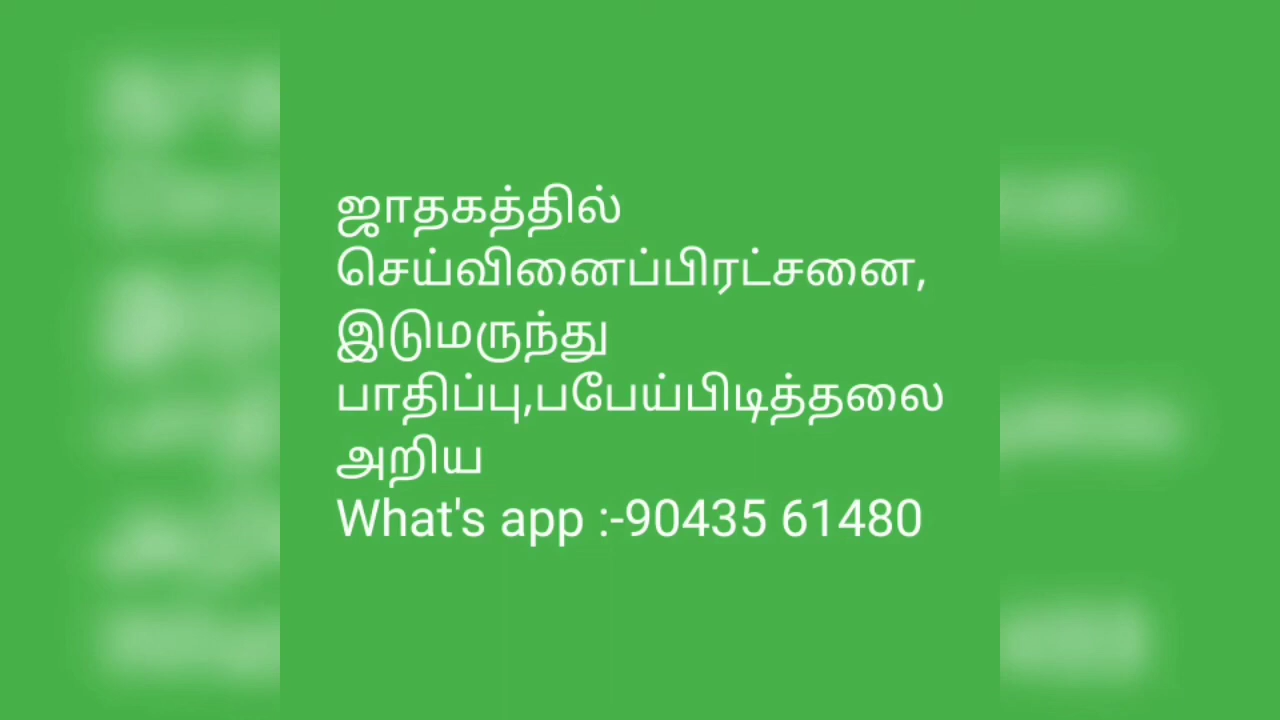 ஜாதகத்தில்
செய்வினைப்பிரட்சனை,
இடுமருந்து
பாதிப்பு,பபேய்பிடித்தலை
அறிய
What's app :-90435 61480